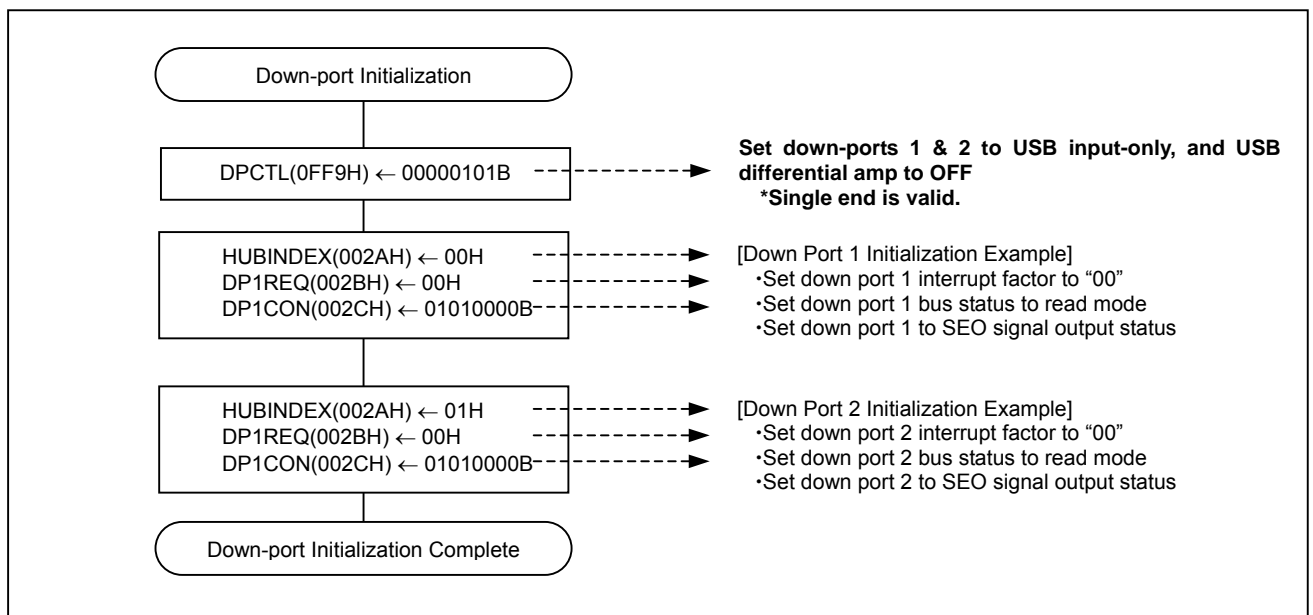 Down-port Initialization
DPCTL(0FF9H) ← 00000101B
Set down-ports 1 & 2 to USB input-only, and USB
differential amp to OFF
*Single end is valid.
HUBINDEX(002AH) ← 00H
DP1REQ(002BH) ← 00H
DP1CON(002CH) ← 01010000B
[Down Port 1 Initialization Example]
・Set down port 1 interrupt factor to “00”
・Set down port 1 bus status to read mode
・Set down port 1 to SEO signal output status
HUBINDEX(002AH) ← 01H
DP1REQ(002BH) ← 00H
DP1CON(002CH) ← 01010000B
[Down Port 2 Initialization Example]
・Set down port 2 interrupt factor to “00”
・Set down port 2 bus status to read mode
・Set down port 2 to SEO signal output status
Down-port Initialization Complete